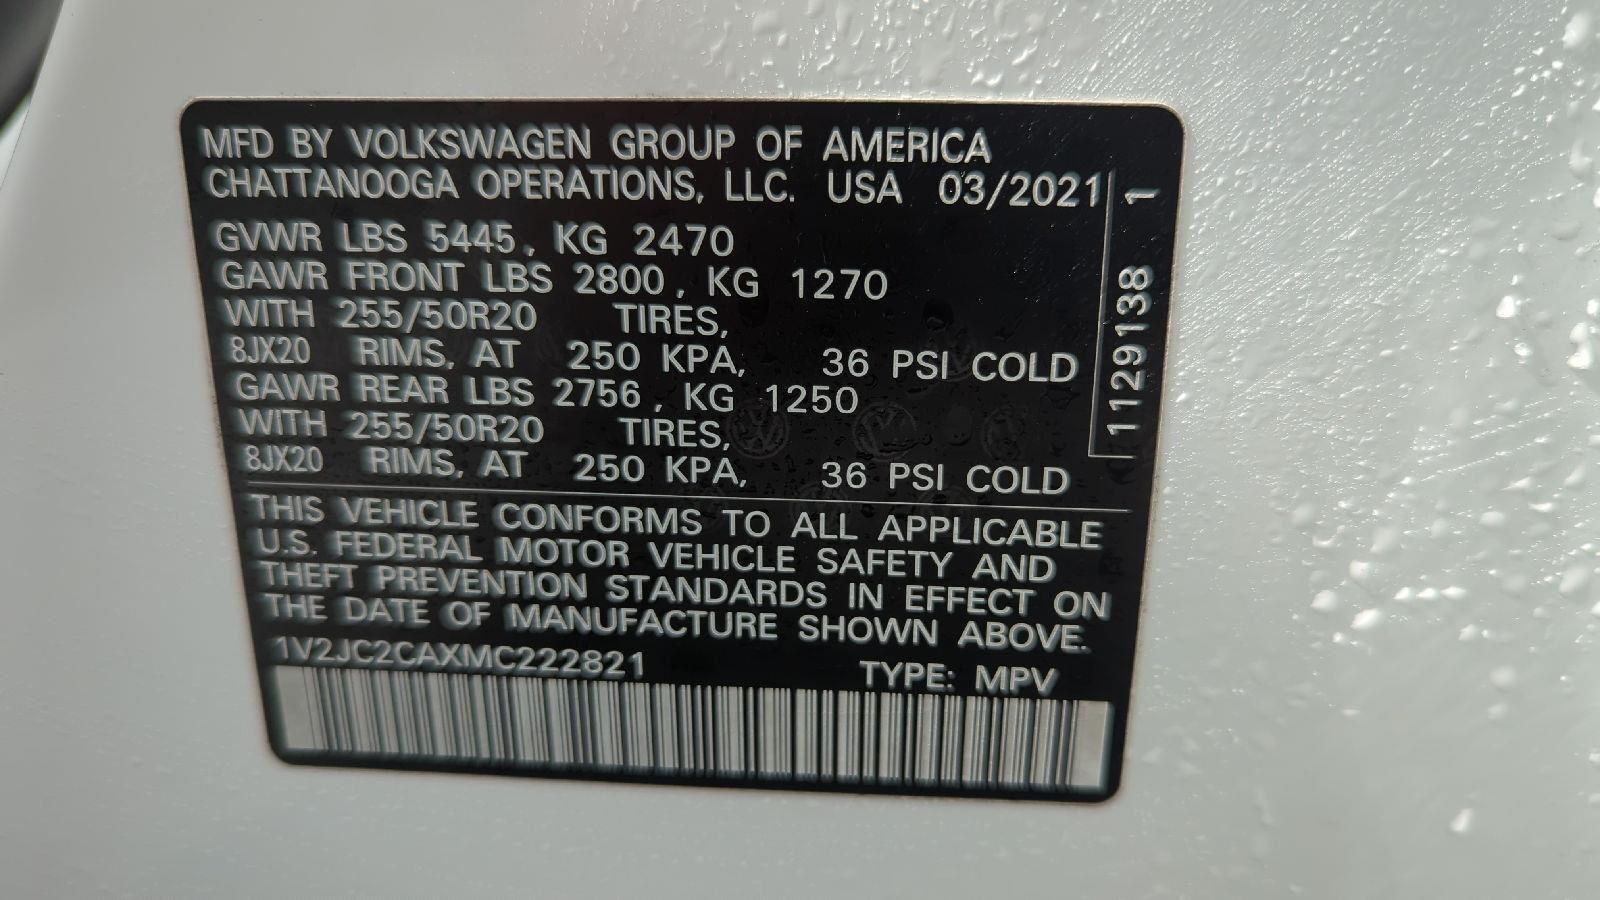 MFD BY VOLKSWAGEN GROUP OF AMERICA
CHATTANOOGA OPERATIONS, LLC. USA 03/2021
GVWR LBS 5445, KG 2470
GAWR FRONT LBS 2800, KG 1270
WITH 255/50R20 TIRES,
8JX20 RIMS, AT 250 KPA, 36 PSI COLD
GAWR REAR LBS 2756, KG 1250
WITH 255/50R20 TIRES,
8JX20 RIMS, AT 250 KPA, 36 PSI COLD
1129138 1
THIS VEHICLE CONFORMS TO ALL APPLICABLE
U.S. FEDERAL MOTOR VEHICLE SAFETY AND
THEFT PREVENTION STANDARDS IN EFFECT ON
THE DATE OF MANUFACTURE SHOWN ABOVE.
1V2JC2CAXMC222821 TYPE: MPV